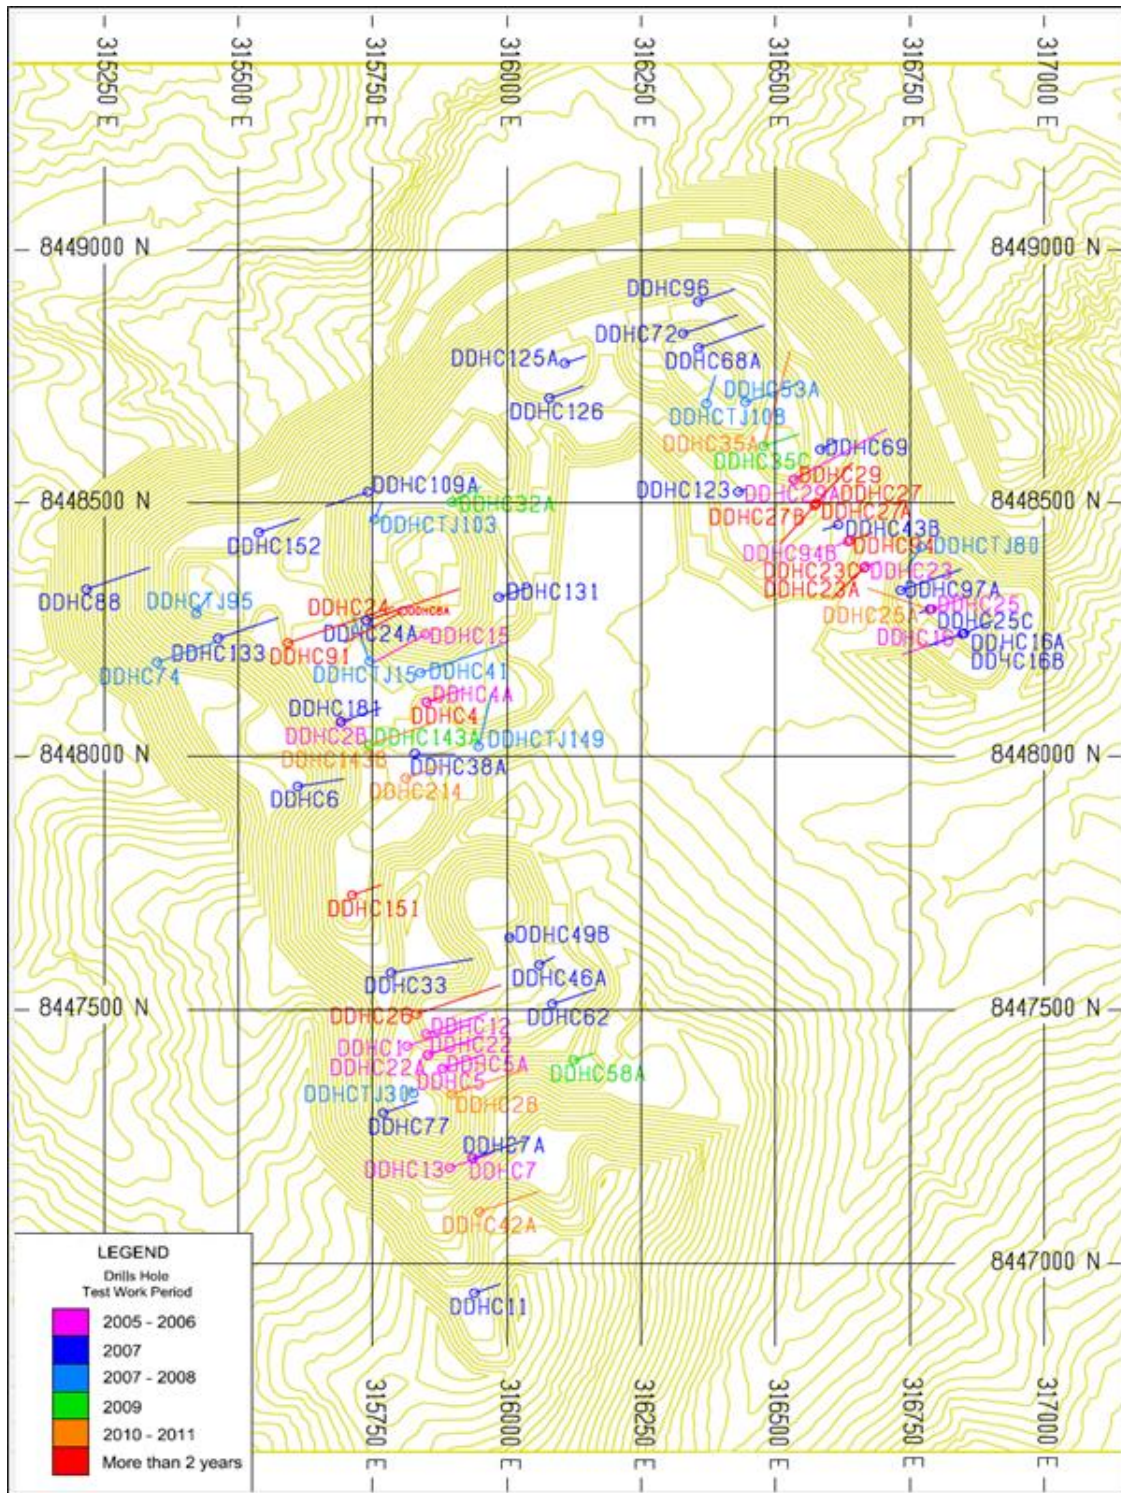 315250 E
315500 E
315750 E
316000 E
316250 E
316500 E
316750 E
317000 E
8449000 N
8449000 N
DDHC96
DDHC72
DDHC68A
DDHC125A
DDHC126
DDHC53A
DDHCTJ108
DDHC35A
DDHC35C
DDHC69
DDHC29
DDHC109A
DDHC123
DDHC29A
DDHC27
8448500 N
8448500 N
DDHC32A
DDHC27B
DDHC27A
DDHCTJ103
DDHC43B
DDHC152
DDHC94B
DDHC94
DDHCTJ80
DDHC23C
DDHC23
DDHC88
DDHCTJ95
DDHC131
DDHC23A
DDHC97A
DDHC24
DDHC8A
DDHC25A
DDHC25
DDHC24A
DDHC15
DDHC25C
DDHC133
DDHC91
DDHC16
DDHC16A
DDHC74
DDHCTJ15
DDHC41
DDHC16B
DDHC4A
DDHC181
DDHC4
DDHC2B
DDHC143A
DDHCTJ149
8448000 N
8448000 N
DDHC143B
DDHC38A
DDHC6
DDHC214
DDHC151
DDHC49B
DDHC33
DDHC46A
8447500 N
8447500 N
DDHC26
DDHC62
DDHC12
DDHC1
DDHC22
DDHC22A
DDHC5A
DDHC58A
DDHC5
DDHCTJ30
DDHC28
DDHC77
DDHC7A
DDHC13
DDHC7
DDHC42A
8447000 N
DDHC11
LEGEND
Drills Hole
Test Work Period
2005 - 2006
2007
2007 - 2008
2009
2010 - 2011
More than 2 years
315750 E
316000 E
316250 E
316500 E
316750 E
317000 E